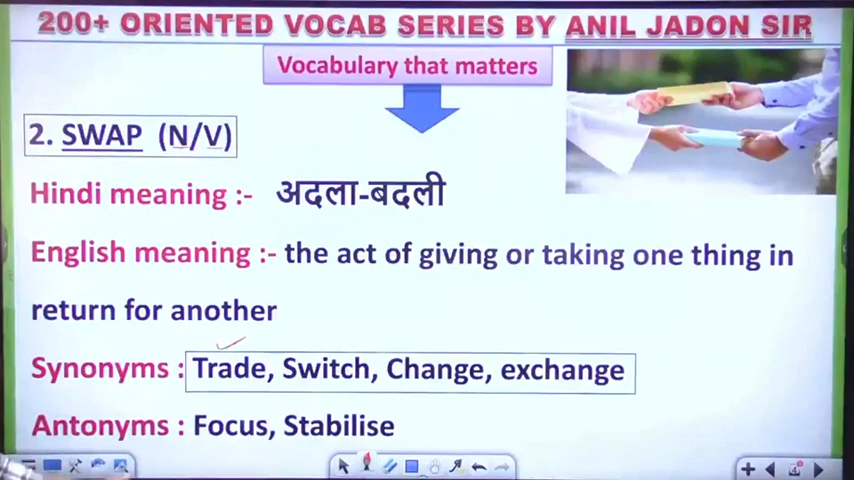 200+ ORIENTED VOCAB SERIES BY ANIL JADON SIR
Vocabulary that matters
2. SWAP (N/V)
Hindi meaning :- अदला-बदली
English meaning :- the act of giving or taking one thing in
return for another
Synonyms : Trade, Switch, Change, exchange
Antonyms : Focus, Stabilise